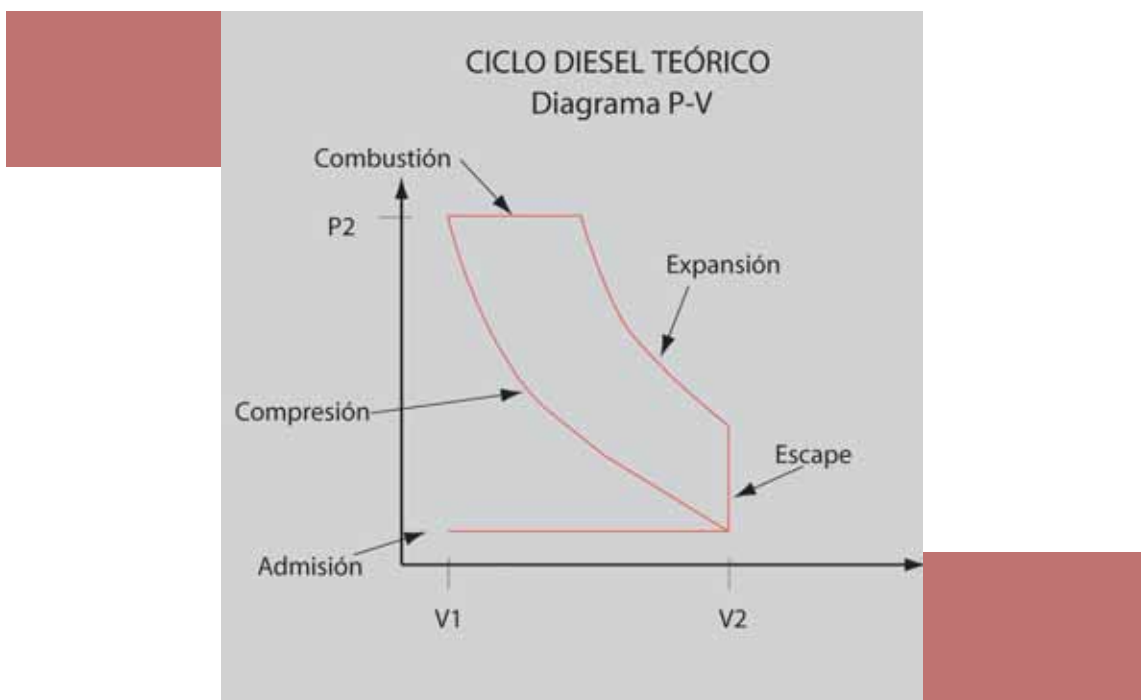 CICLO DIESEL TEÓRICO
Diagrama P-V
Combustión
P2
Expansión
Compresión
Escape
Admisión
V1
V2